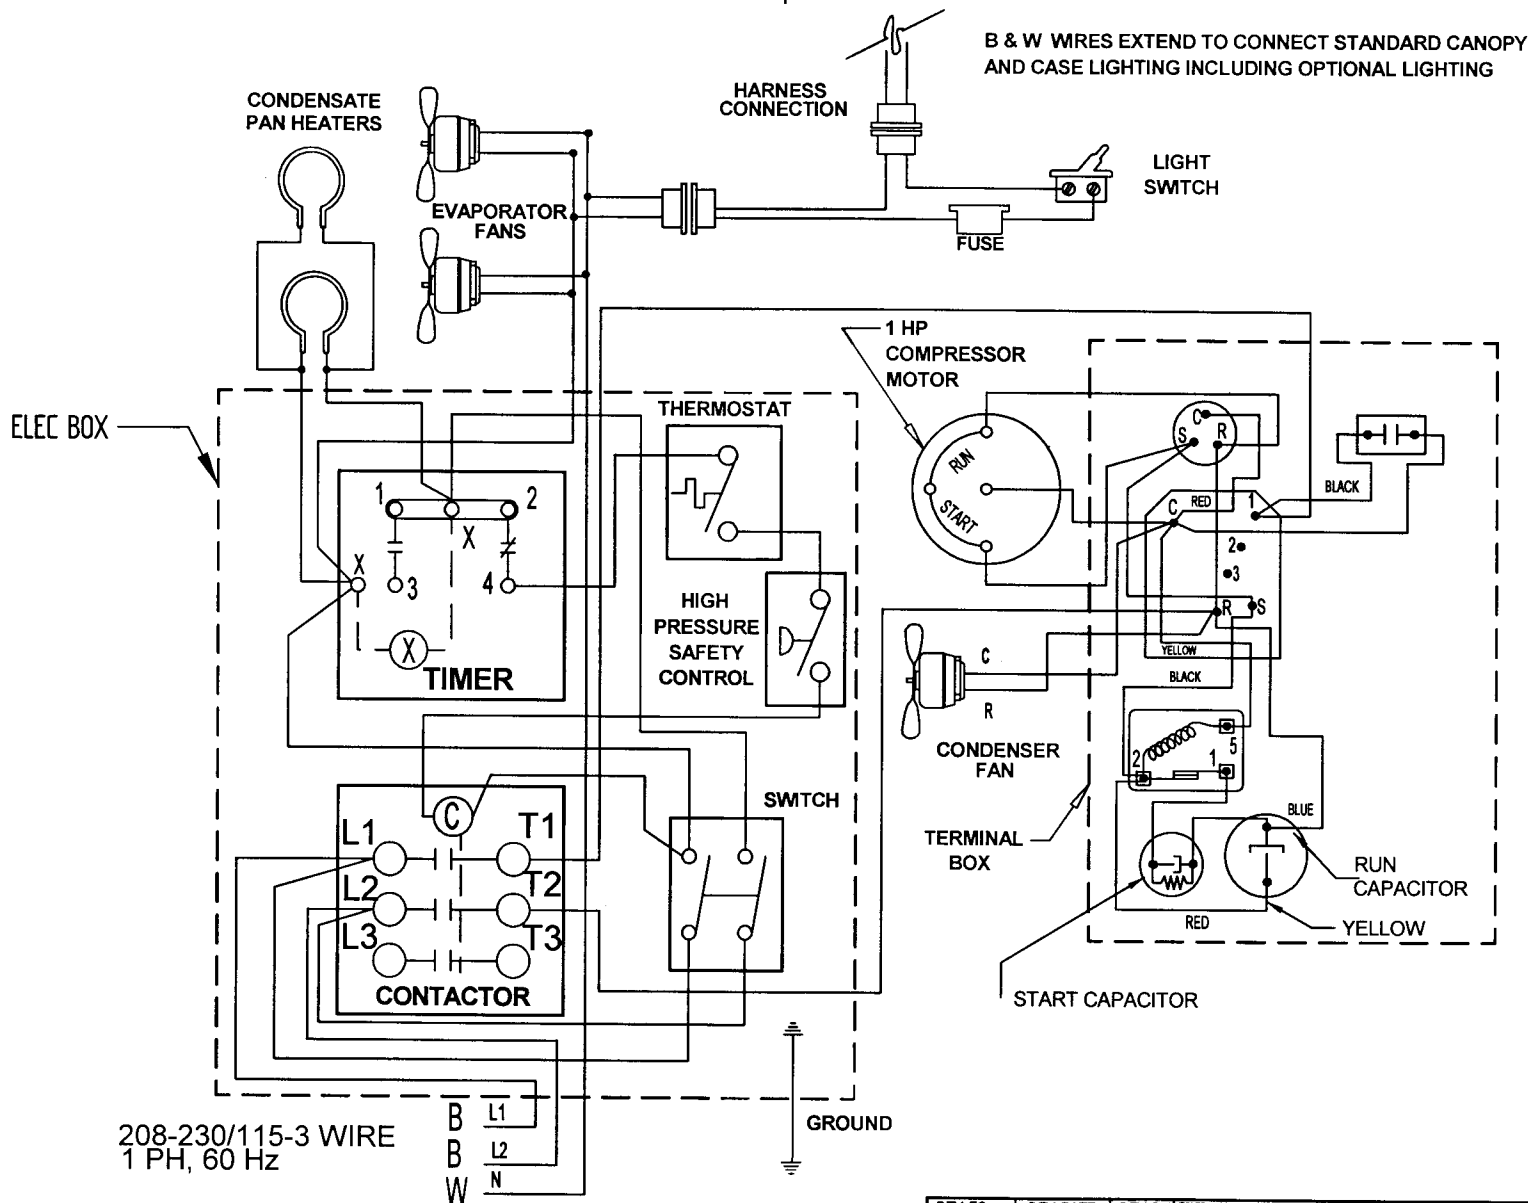 B & W WIRES EXTEND TO CONNECT STANDARD CANOPY
AND CASE LIGHTING INCLUDING OPTIONAL LIGHTING
HARNESS
CONNECTION
CONDENSATE
PAN HEATERS
LIGHT
SWITCH
EVAPORATOR
FANS
FUSE
1 HP
COMPRESSOR
MOTOR
ELEC BOX
THERMOSTAT
C
S
R
RUN
START
BLACK
C
RED
1
2
3
R
S
YELLOW
BLACK
1
2
X
X
3
4
X
TIMER
HIGH
PRESSURE
SAFETY
CONTROL
C
R
CONDENSER
FAN
2
5
1
BLUE
SWITCH
TERMINAL
BOX
RUN
CAPACITOR
RED
YELLOW
START CAPACITOR
C
L1
T1
L2
T2
L3
T3
CONTACTOR
GROUND
208-230/115-3 WIRE
1 PH, 60 Hz
B L1
B L2
W N